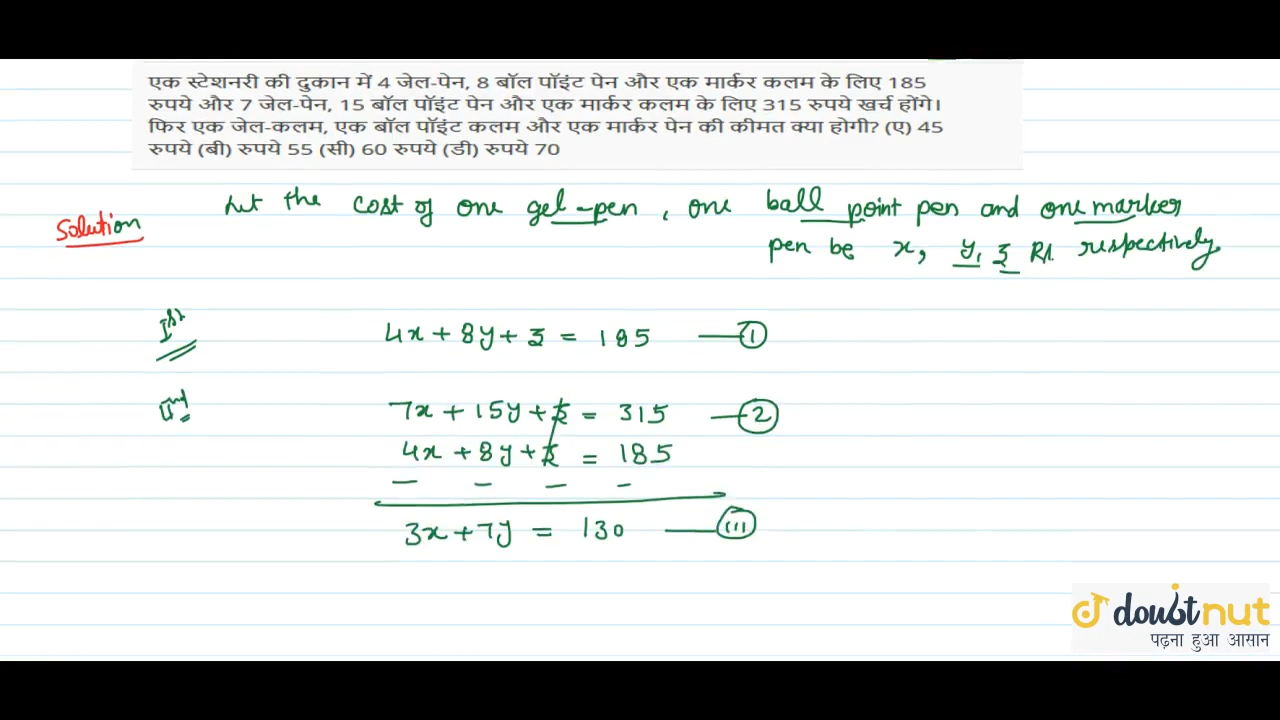 एक स्टेशनरी की दुकान में 4 जेल-पेन, 8 बॉल पॉइंट पेन और एक मार्कर कलम के लिए 185
रुपये और 7 जेल-पेन, 15 बॉल पॉइंट पेन और एक मार्कर कलम के लिए 315 रुपये खर्च होंगे।
फिर एक जेल-कलम, एक बॉल पॉइंट कलम और एक मार्कर पेन की कीमत क्या होगी? (ए) 45
रुपये (बी) रुपये 55 (सी) 60 रुपये (डी) रुपये 70
Solution
Let the cost of one gel-pen, one ball point pen and one marker
pen be x, y, z Rs respectively
Ist
4x + 8y + z = 185 — 1
IInd
7x + 15y + z = 315 — 2
4x + 8y + z = 185
— — — —
3x + 7y = 130 — III
doubtnut
पढ़ना हुआ आसान